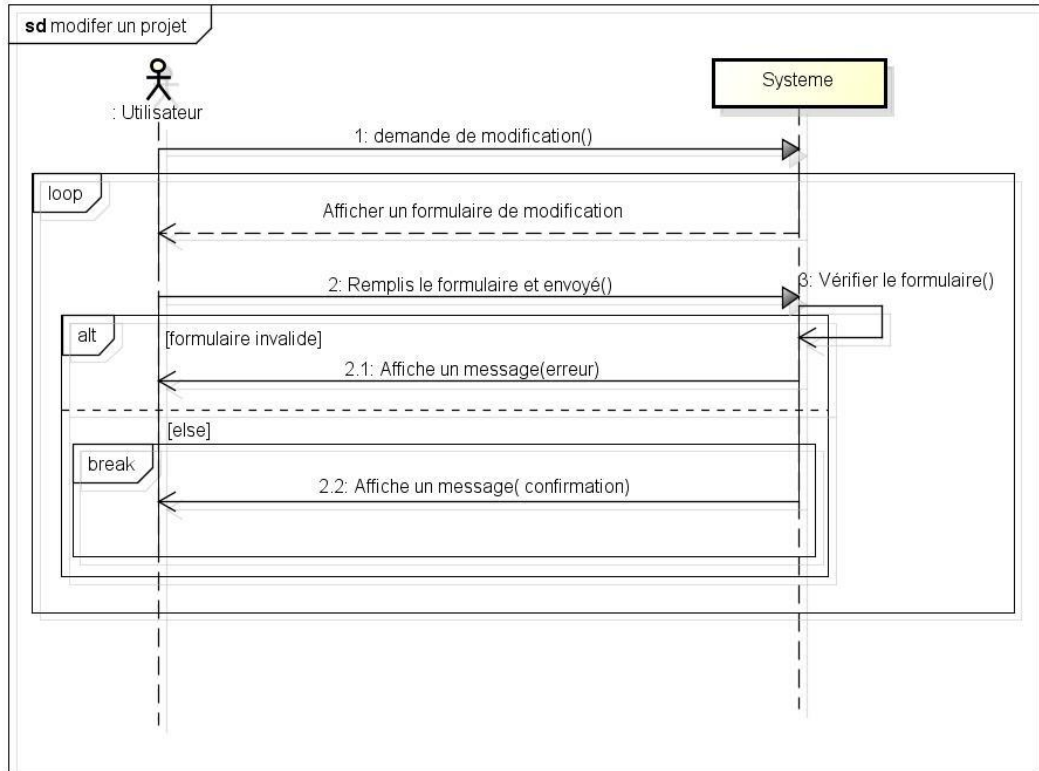 sd modifer un projet
: Utilisateur
Systeme
1: demande de modification()
loop
Afficher un formulaire de modification
2: Remplis le formulaire et envoyé()
3: Vérifier le formulaire()
alt
[formulaire invalide]
2.1: Affiche un message(erreur)
[else]
break
2.2: Affiche un message( confirmation)